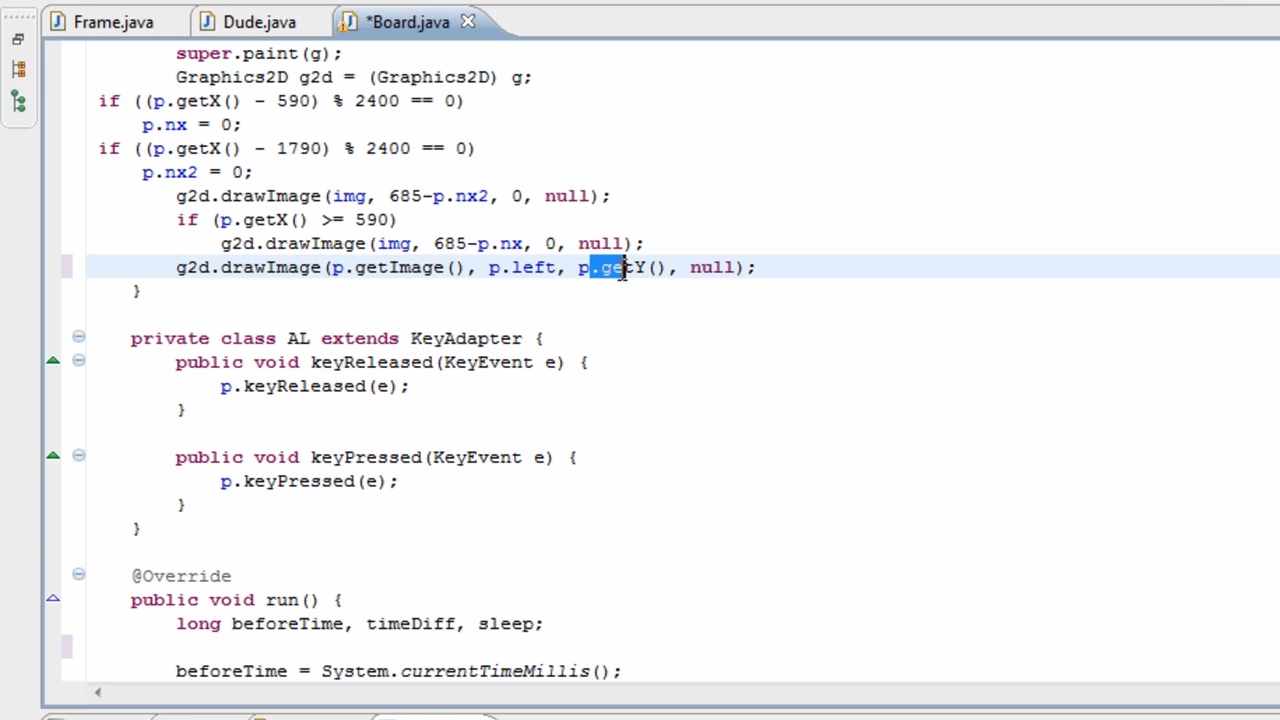 Frame.java Dude.java *Board.java
super.paint(g);
Graphics2D g2d = (Graphics2D) g;
if ((p.getX() - 590) % 2400 == 0)
p.nx = 0;
if ((p.getX() - 1790) % 2400 == 0)
p.nx2 = 0;
g2d.drawImage(img, 685-p.nx2, 0, null);
if (p.getX() >= 590)
g2d.drawImage(img, 685-p.nx, 0, null);
g2d.drawImage(p.getImage(), p.left, p.getY(), null);
}
private class AL extends KeyAdapter {
public void keyReleased(KeyEvent e) {
p.keyReleased(e);
}
public void keyPressed(KeyEvent e) {
p.keyPressed(e);
}
}
@Override
public void run() {
long beforeTime, timeDiff, sleep;
beforeTime = System.currentTimeMillis();